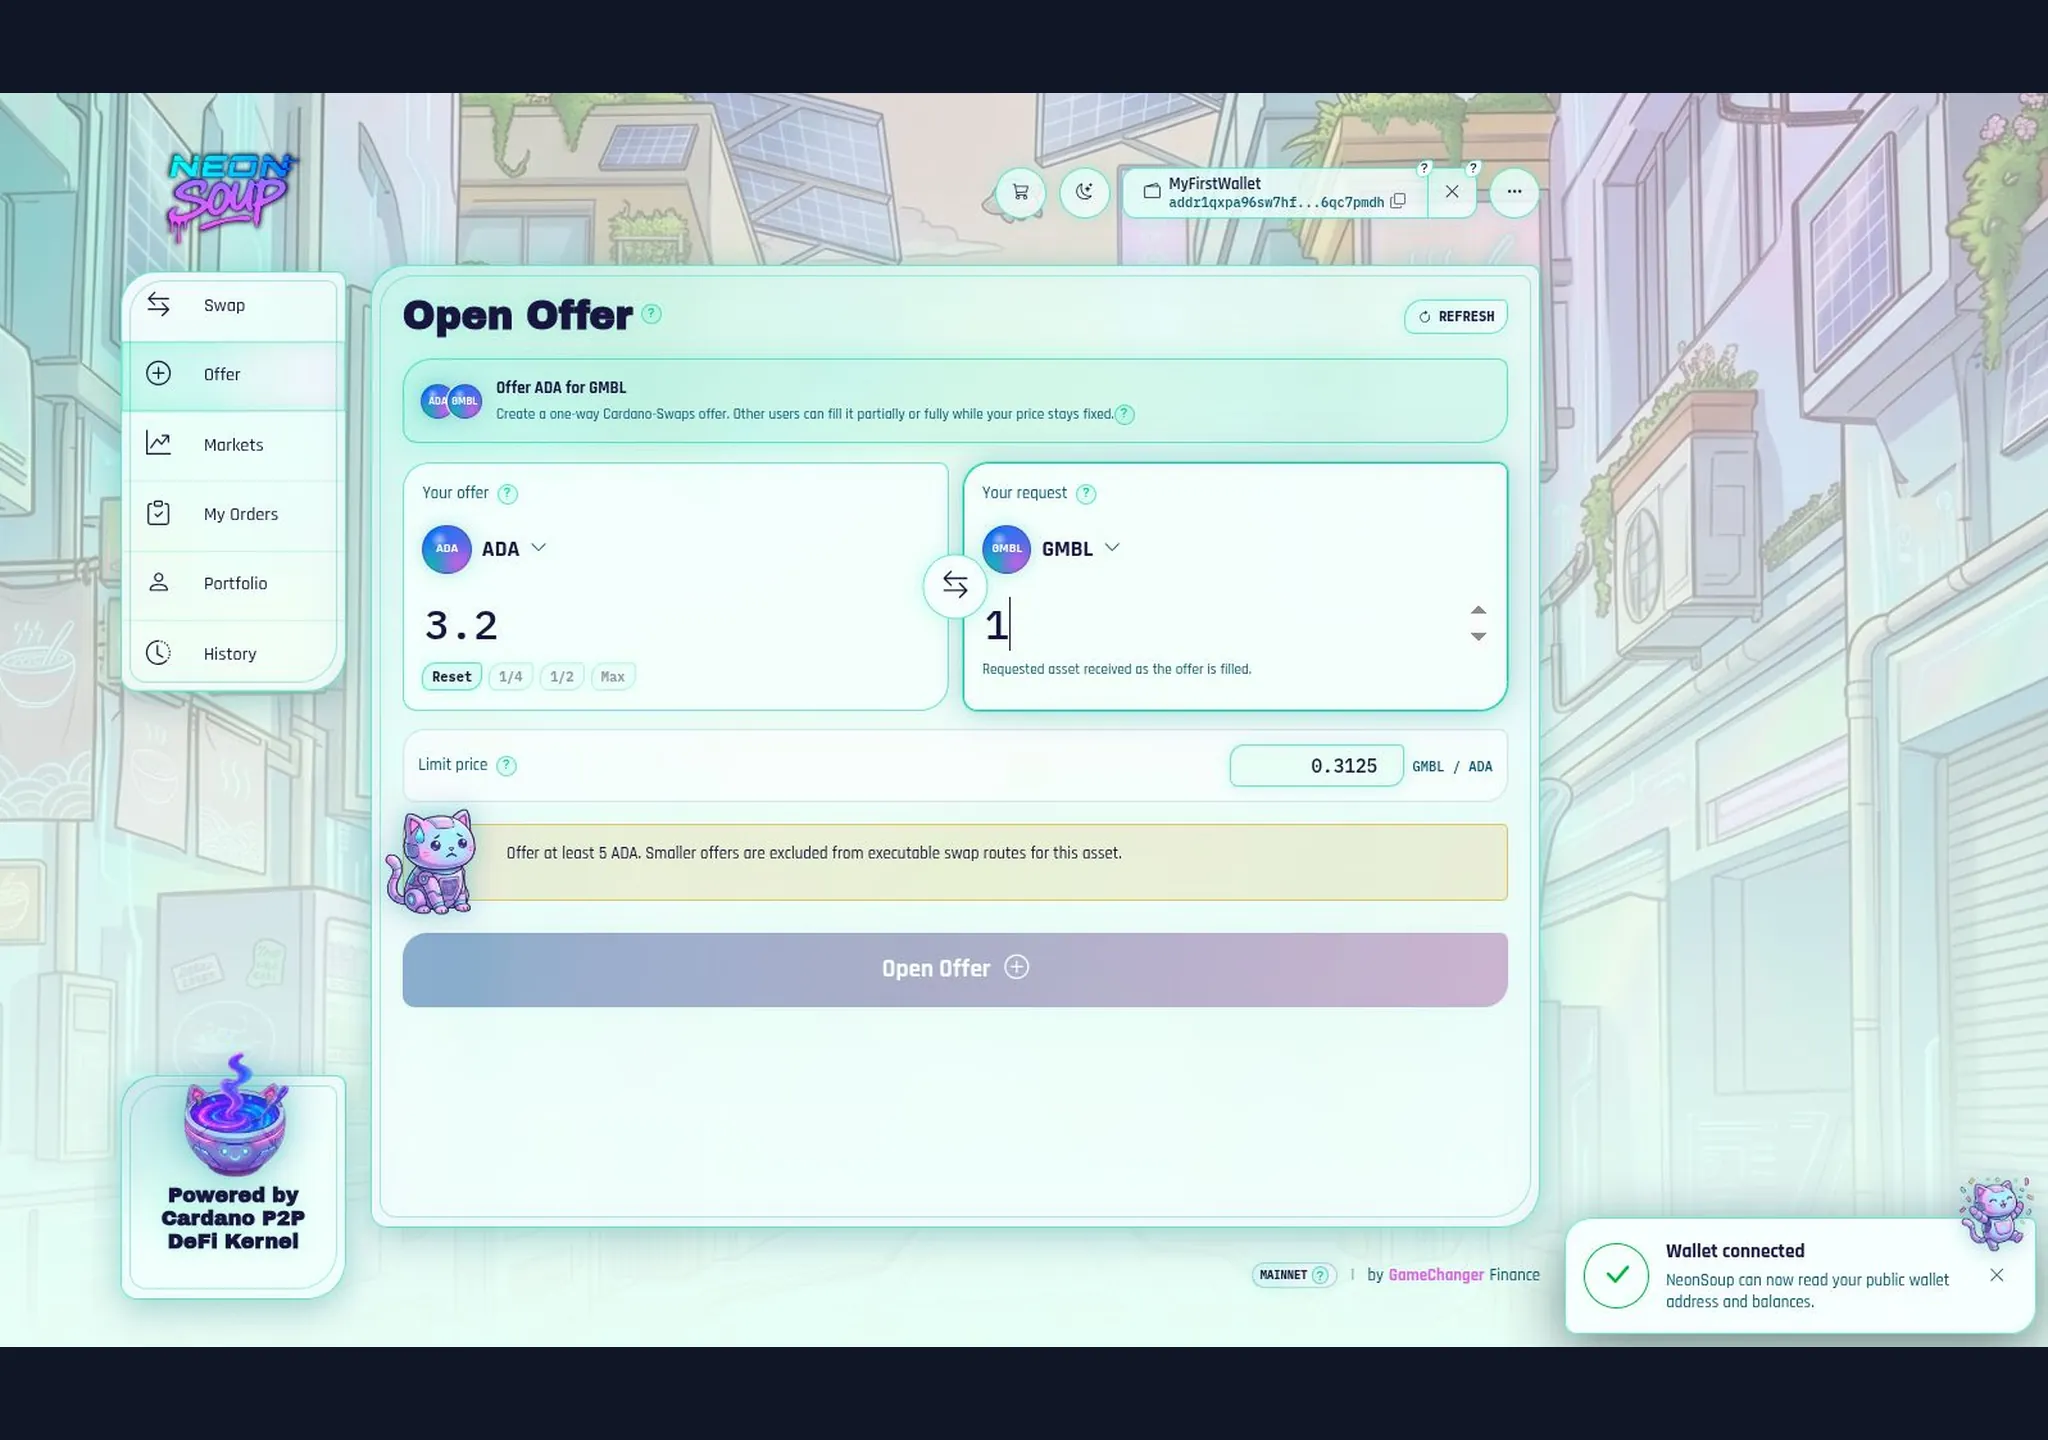 NEON
SOUP
MyFirstWallet
addr1qxpa96sw7hf...6qc7pmdh
?
?
Swap
Offer
Markets
My Orders
Portfolio
History
Open Offer ?
REFRESH
ADA GMBL
Offer ADA for GMBL
Create a one-way Cardano-Swaps offer. Other users can fill it partially or fully while your price stays fixed. ?
Your offer ?
ADA ADA
3.2
Reset 1/4 1/2 Max
Your request ?
GMBL GMBL
1
Requested asset received as the offer is filled.
Limit price ?
0.3125 GMBL / ADA
Offer at least 5 ADA. Smaller offers are excluded from executable swap routes for this asset.
Open Offer
Powered by
Cardano P2P
DeFi Kernel
MAINNET ? | by GameChanger Finance
Wallet connected
NeonSoup can now read your public wallet
address and balances.